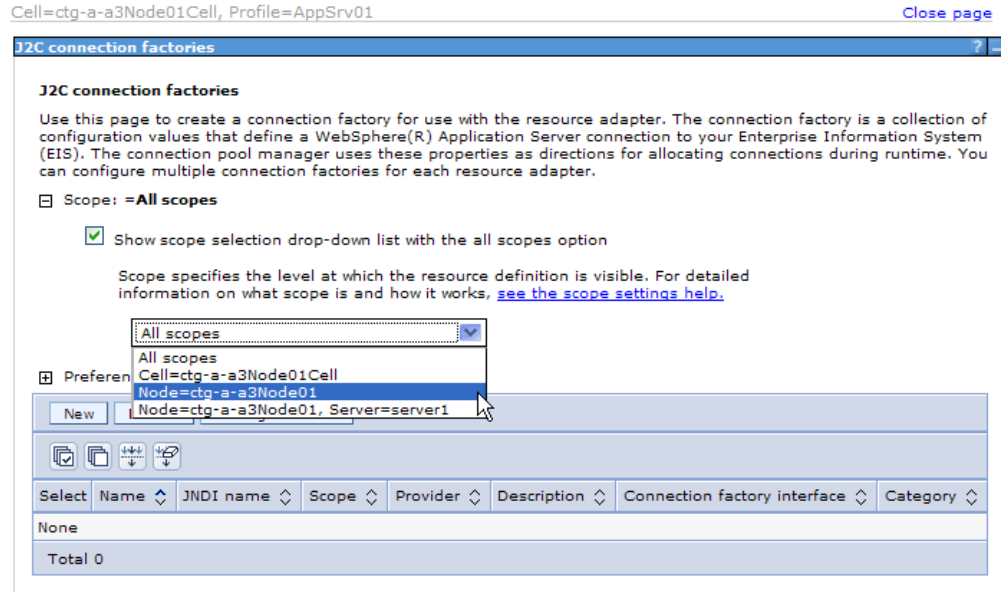 Cell=ctg-a-a3Node01Cell, Profile=AppSrv01
Close page
J2C connection factories
?
J2C connection factories
Use this page to create a connection factory for use with the resource adapter. The connection factory is a collection of
configuration values that define a WebSphere(R) Application Server connection to your Enterprise Information System
(EIS). The connection pool manager uses these properties as directions for allocating connections during runtime. You
can configure multiple connection factories for each resource adapter.
Scope: =All scopes
Show scope selection drop-down list with the all scopes option
Scope specifies the level at which the resource definition is visible. For detailed
information on what scope is and how it works, see the scope settings help.
All scopes
All scopes
Cell=ctg-a-a3Node01Cell
Node=ctg-a-a3Node01
Node=ctg-a-a3Node01, Server=server1
Preferen
New
Select Name JNDI name Scope Provider Description Connection factory interface Category
None
Total 0